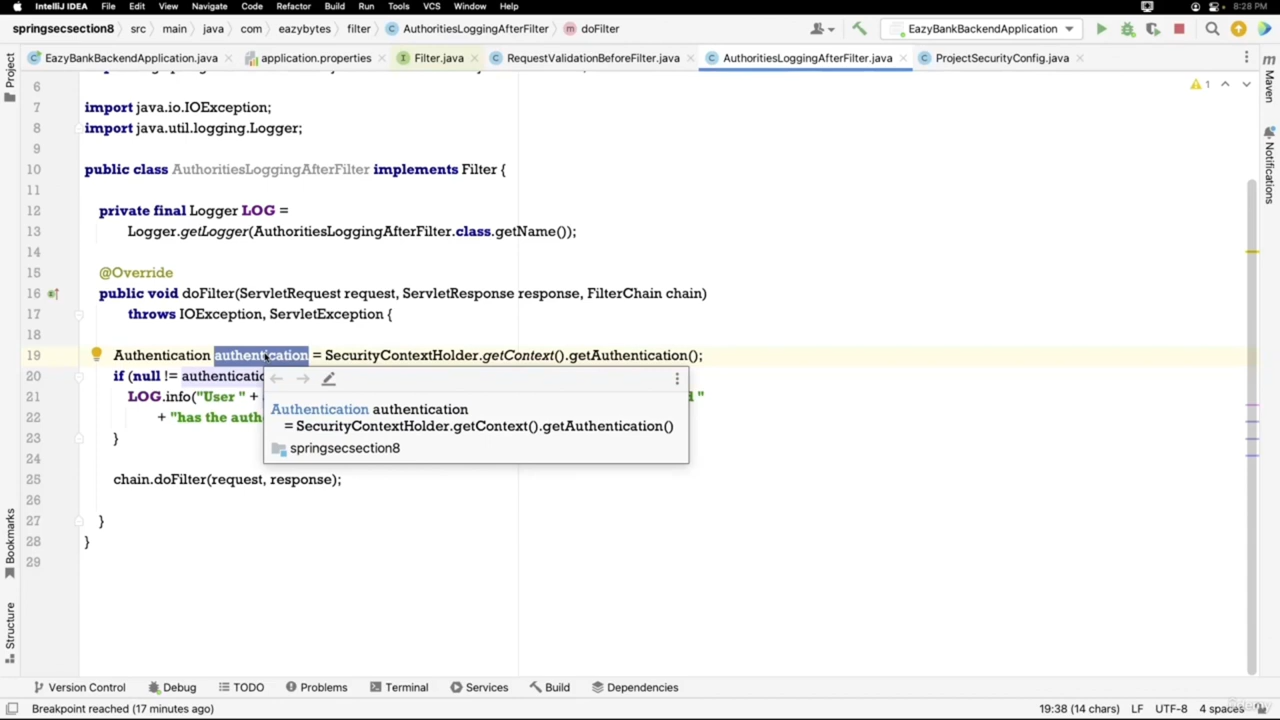 IntelliJ IDEA File Edit View Navigate Code Refactor Build Run Tools VCS Window Help 8:28 PM
springsecsection8 src main java com eazybytes filter AuthoritiesLoggingAfterFilter doFilter EazyBankBackendApplication
EazyBankBackendApplication.java application.properties Filter.java RequestValidationBeforeFilter.java AuthoritiesLoggingAfterFilter.java ProjectSecurityConfig.java
Project
Maven
Notifications
Bookmarks
Structure
1
6
7 import java.io.IOException;
8 import java.util.logging.Logger;
9
10 public class AuthoritiesLoggingAfterFilter implements Filter {
11
12 private final Logger LOG =
13 Logger.getLogger(AuthoritiesLoggingAfterFilter.class.getName());
14
15 @Override
16 public void doFilter(ServletRequest request, ServletResponse response, FilterChain chain)
17 throws IOException, ServletException {
18
19 Authentication authentication = SecurityContextHolder.getContext().getAuthentication();
20 if (null != authenticatio
21 LOG.info("User " + "
22 + "has the auth
23 }
24
25 chain.doFilter(request, response);
26
27 }
28 }
29
Authentication authentication
= SecurityContextHolder.getContext().getAuthentication()
springsecsection8
Version Control Debug TODO Problems Terminal Services Build Dependencies
Breakpoint reached (17 minutes ago) 19:38 (14 chars) LF UTF-8 4 spaces